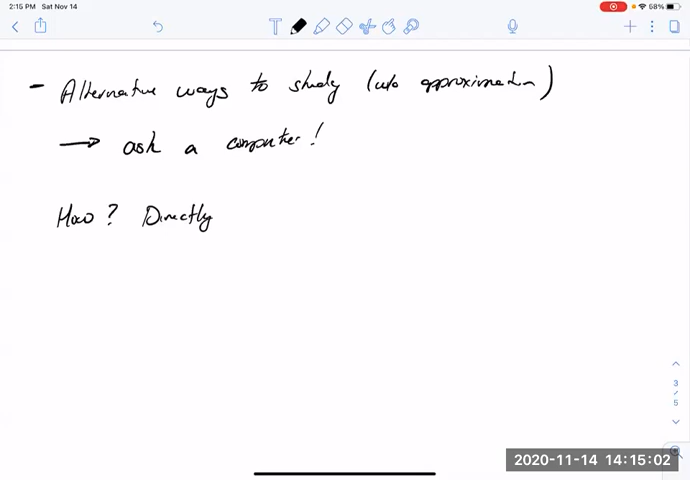 2:15 PM Sat Nov 14
58%
- Alternative ways to study (w/o approximation)
→ ask a computer!
How? Directly
3
/
5
2020-11-14 14:15:02